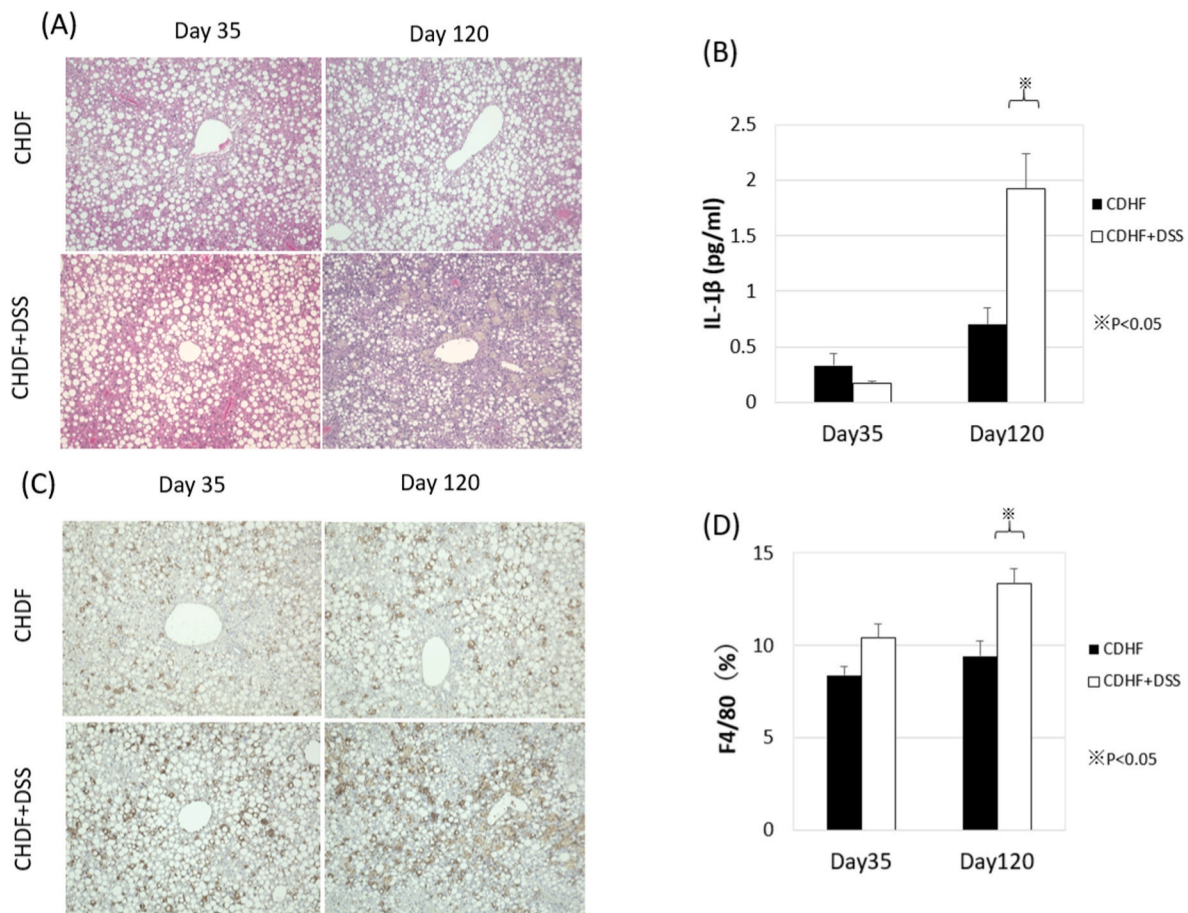 (A)
Day 35
Day 120
CHDF
CHDF+DSS
(B)
※
2.5
2
1.5
1
0.5
0
IL-1β (pg/ml)
Day35
Day120
CDHF
CDHF+DSS
※P<0.05
(C)
Day 35
Day 120
CHDF
CHDF+DSS
(D)
※
15
10
5
0
F4/80 (%)
Day35
Day120
CDHF
CDHF+DSS
※P<0.05